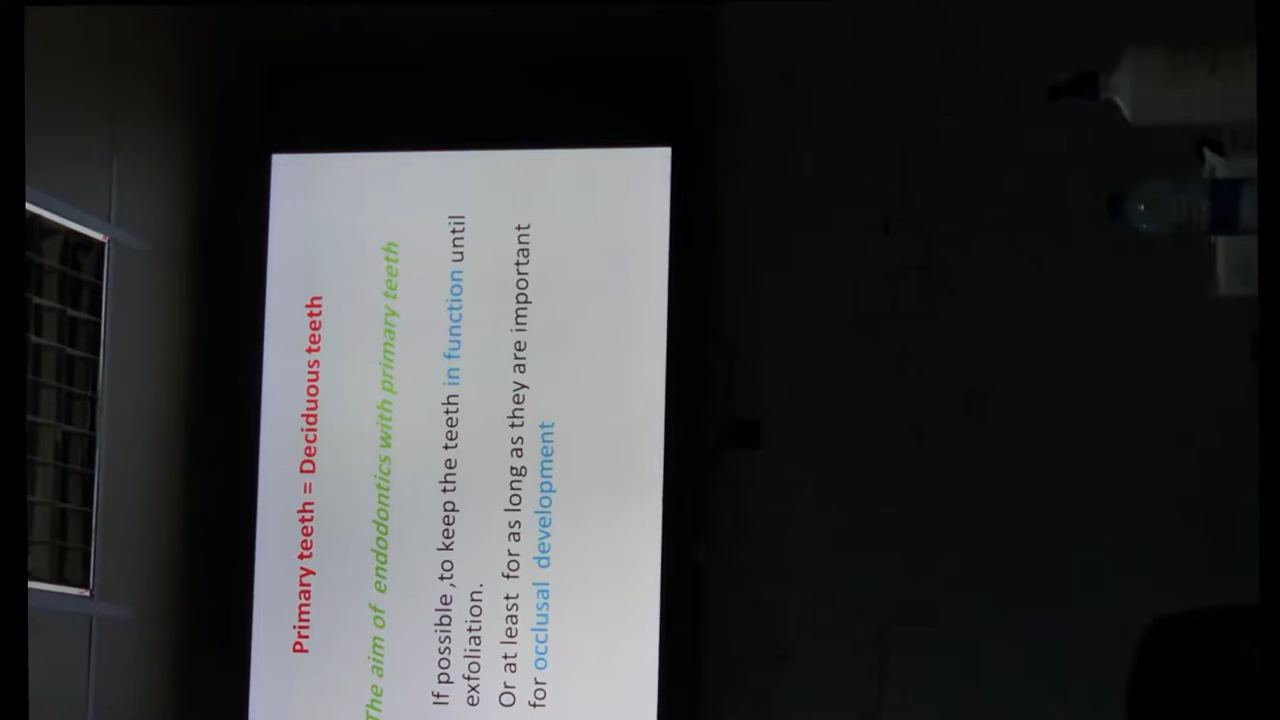 Primary teeth = Deciduous teeth
The aim of endodontics with primary teeth
If possible ,to keep the teeth in function until
exfoliation.
Or at least for as long as they are important
for occlusal development